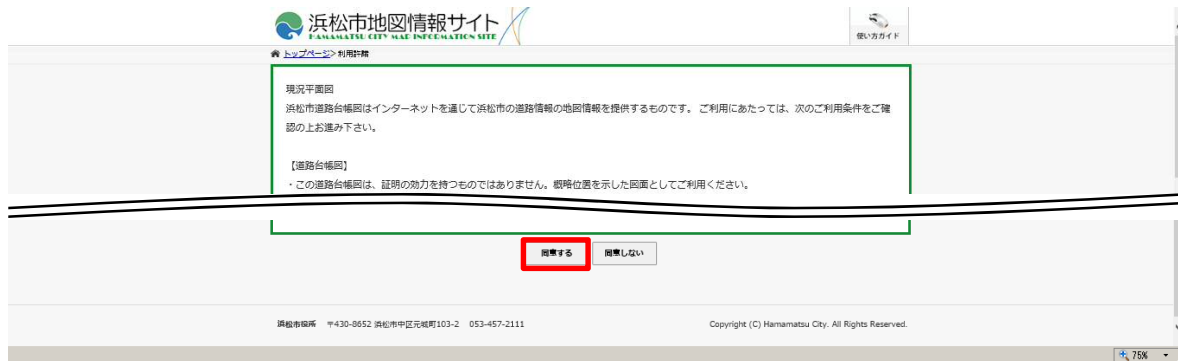 浜松市地図情報サイト
HAMAMATSU CITY MAP INFORMATION SITE
使い方ガイド
トップページ>利用許諾
現況平面図
浜松市道路台帳図はインターネットを通じて浜松市の道路情報の地図情報を提供するものです。 ご利用にあたっては、次のご利用条件をご確
認の上お進み下さい。
【道路台帳図】
・この道路台帳図は、証明の効力を持つものではありません。概略位置を示した図面としてご利用ください。
同意する 同意しない
浜松市役所 〒430-8652 浜松市中区元城町103-2 053-457-2111
Copyright (C) Hamamatsu City. All Rights Reserved.
75%